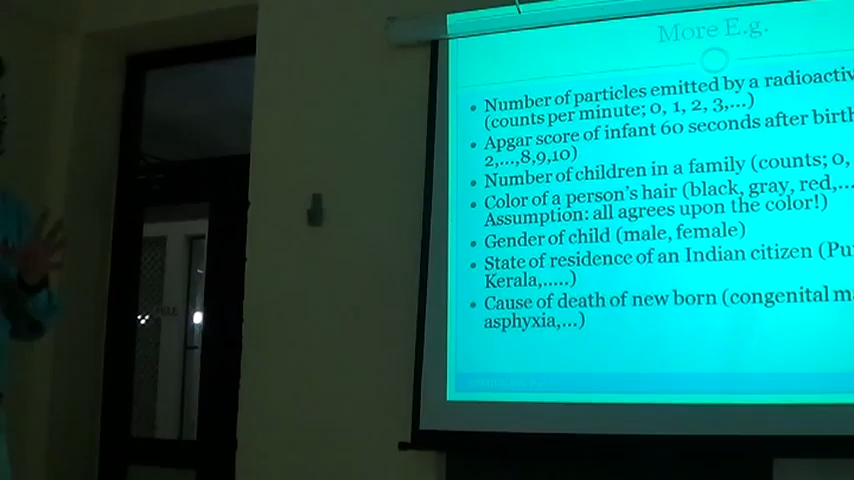 More E.g.
• Number of particles emitted by a radioactiv
(counts per minute; 0, 1, 2, 3,...)
• Apgar score of infant 60 seconds after birth
2,...,8,9,10)
• Number of children in a family (counts; 0,
• Color of a person's hair (black, gray, red,...
Assumption: all agrees upon the color!)
• Gender of child (male, female)
• State of residence of an Indian citizen (Pu
Kerala,.....)
• Cause of death of new born (congenital m
asphyxia,...)